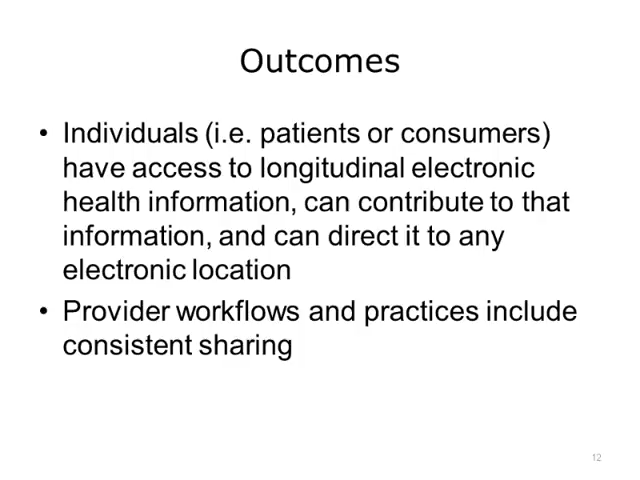 Outcomes
• Individuals (i.e. patients or consumers)
have access to longitudinal electronic
health information, can contribute to that
information, and can direct it to any
electronic location
• Provider workflows and practices include
consistent sharing
12